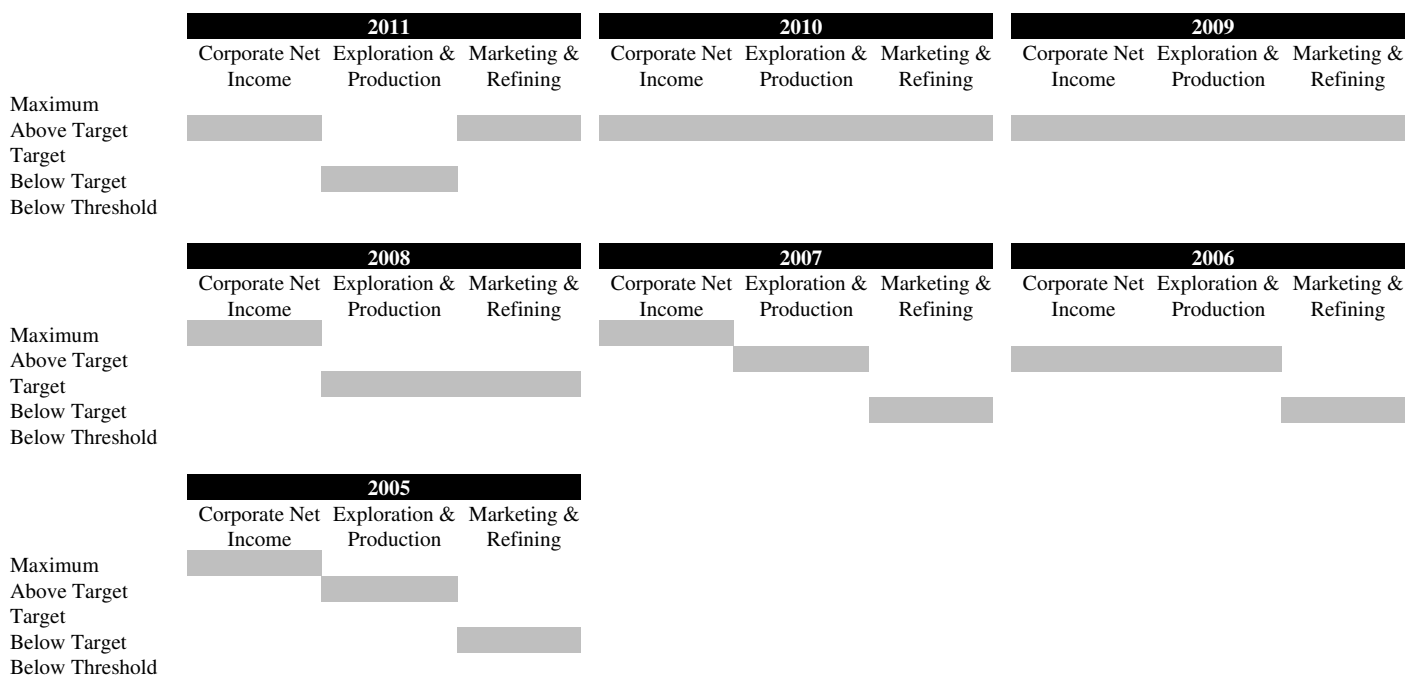 2011 2010 2009
Corporate Net Exploration & Marketing & Corporate Net Exploration & Marketing & Corporate Net Exploration & Marketing &
Income Production Refining Income Production Refining Income Production Refining
Maximum
Above Target
Target
Below Target
Below Threshold
2008 2007 2006
Corporate Net Exploration & Marketing & Corporate Net Exploration & Marketing & Corporate Net Exploration & Marketing &
Income Production Refining Income Production Refining Income Production Refining
Maximum
Above Target
Target
Below Target
Below Threshold
2005
Corporate Net Exploration & Marketing &
Income Production Refining
Maximum
Above Target
Target
Below Target
Below Threshold